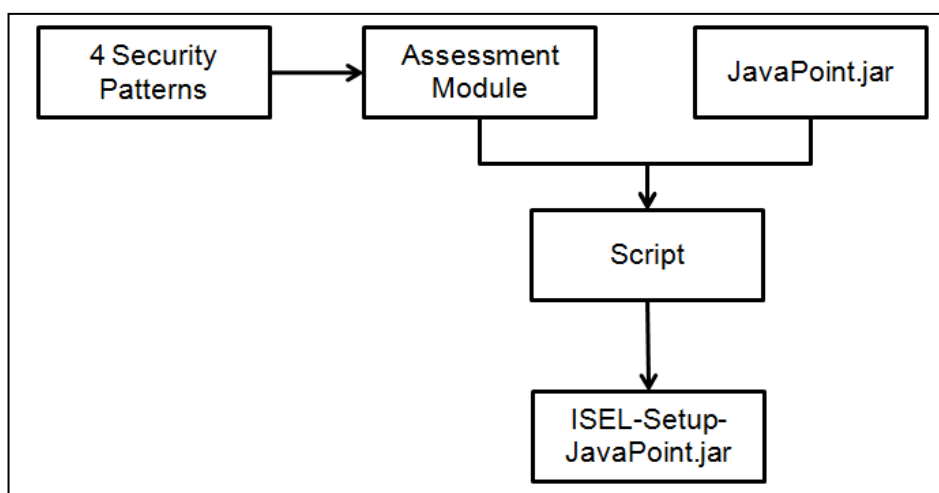 4 Security
Patterns
Assessment
Module
JavaPoint.jar
Script
ISEL-Setup-
JavaPoint.jar